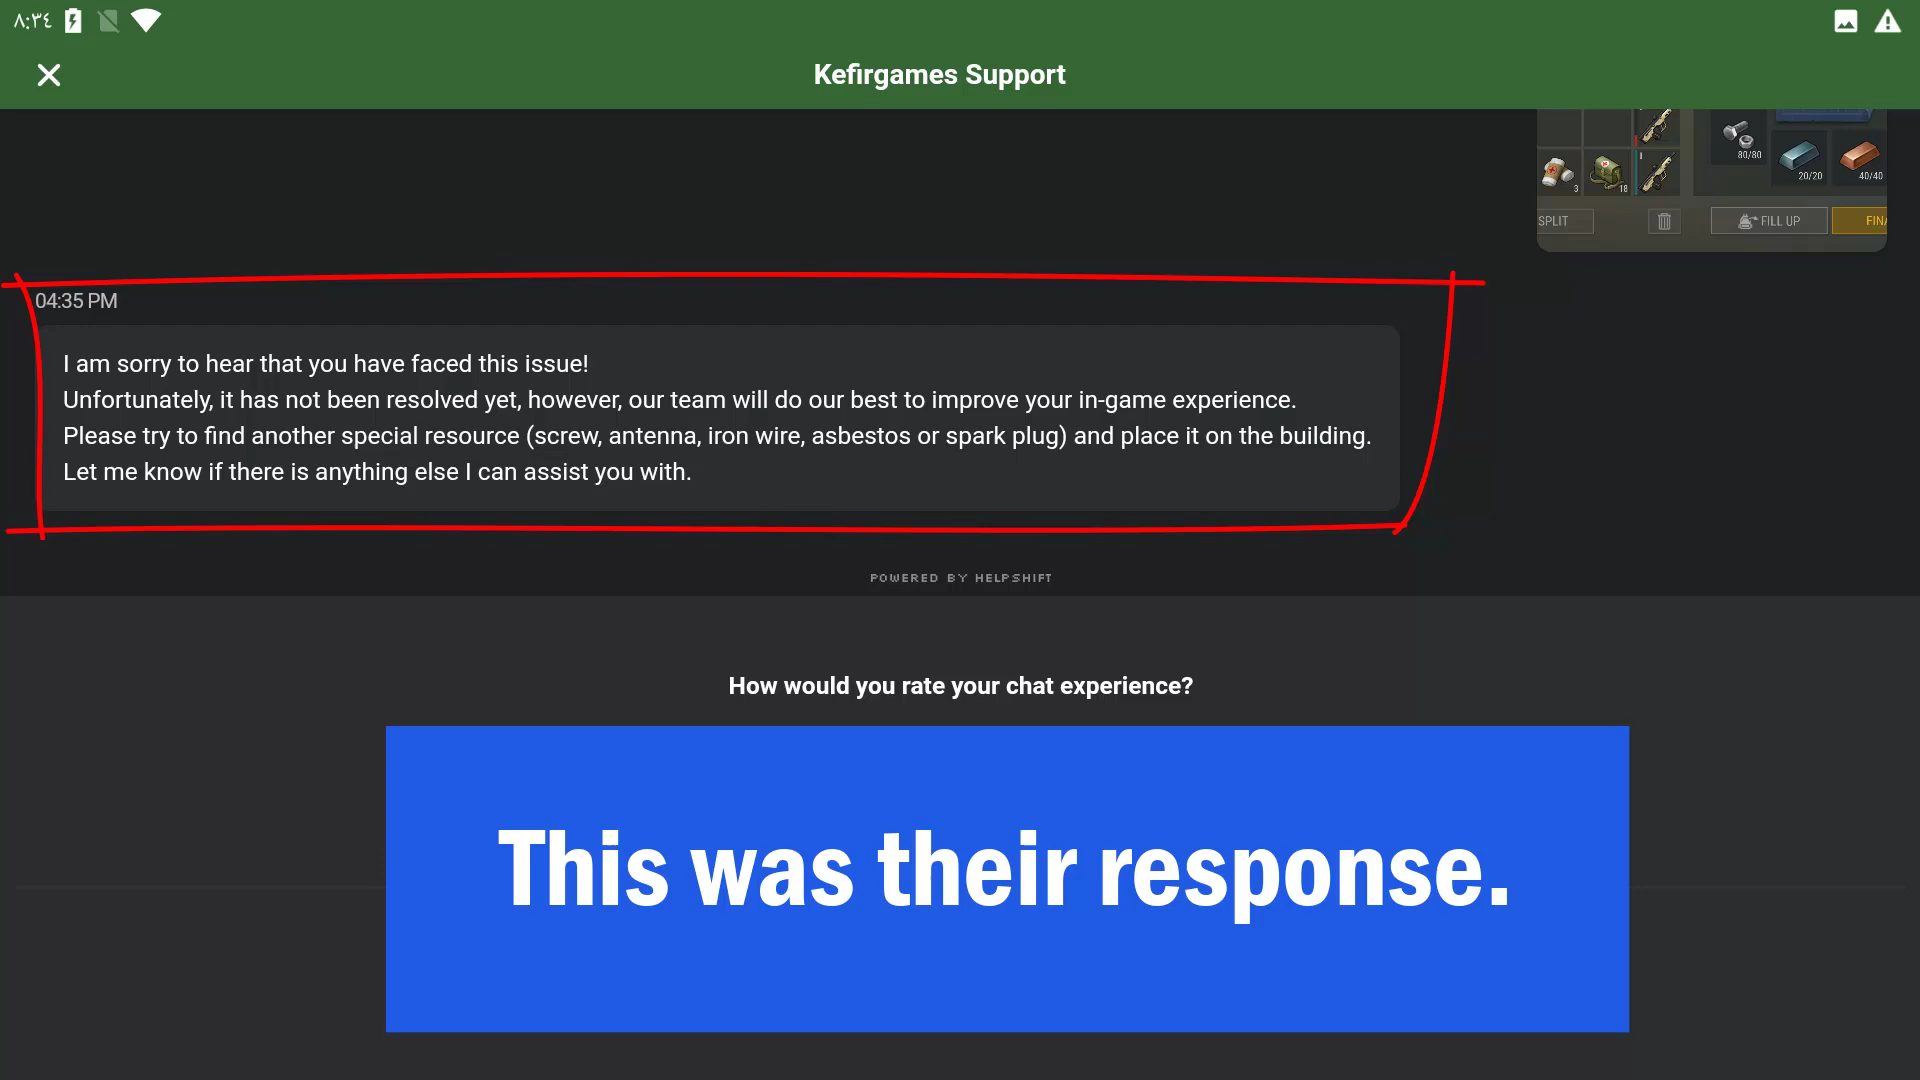 ٨:٣٤
Kefirgames Support
80/80
3
18
20/20
40/40
SPLIT
FILL UP
FINA
04:35 PM
I am sorry to hear that you have faced this issue!
Unfortunately, it has not been resolved yet, however, our team will do our best to improve your in-game experience.
Please try to find another special resource (screw, antenna, iron wire, asbestos or spark plug) and place it on the building.
Let me know if there is anything else I can assist you with.
POWERED BY HELPSHIFT
How would you rate your chat experience?
This was their response.